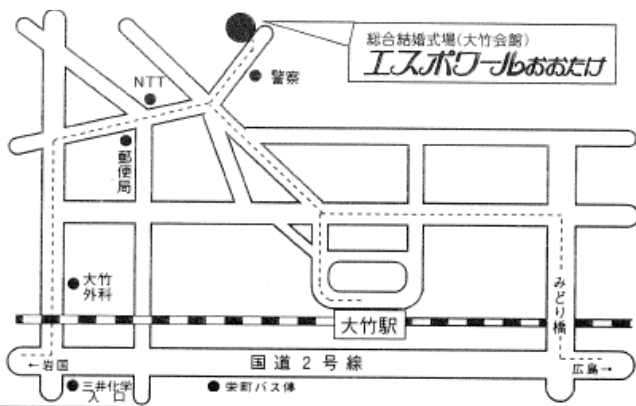 総合結婚式場(大竹会館)
エスポワールおおたけ
NTT
警察
郵便局
大竹
外科
みどり橋
大竹駅
←岩国
国道2号線
広島→
三井化学
入口
栄町バス停